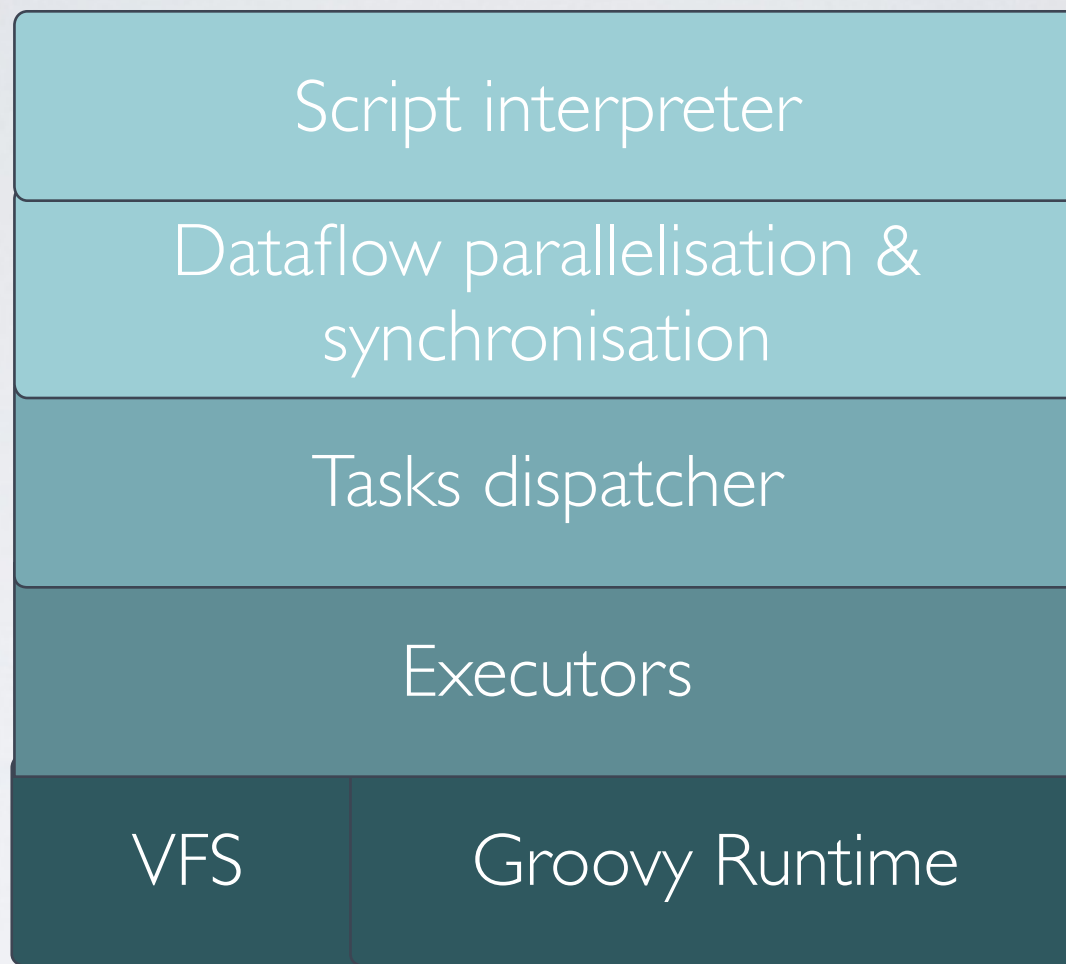 Script interpreter
Dataflow parallelisation &
synchronisation
Tasks dispatcher
Executors
VFS
Groovy Runtime